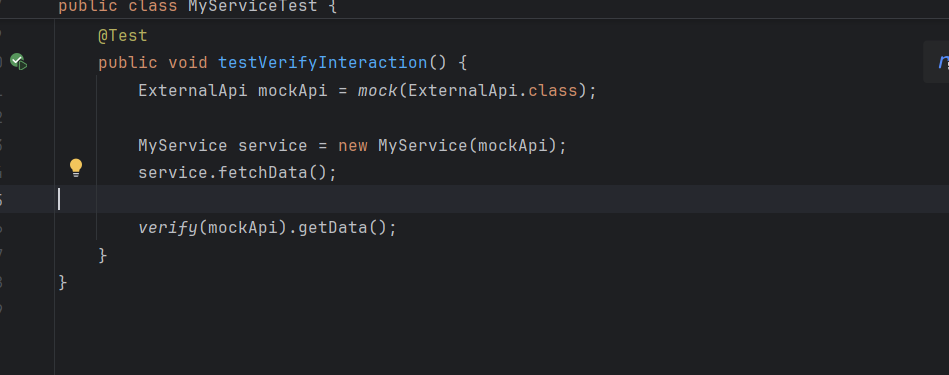 public class MyServiceTest {
@Test
public void testVerifyInteraction() {
ExternalApi mockApi = mock(ExternalApi.class);
MyService service = new MyService(mockApi);
service.fetchData();
verify(mockApi).getData();
}
}